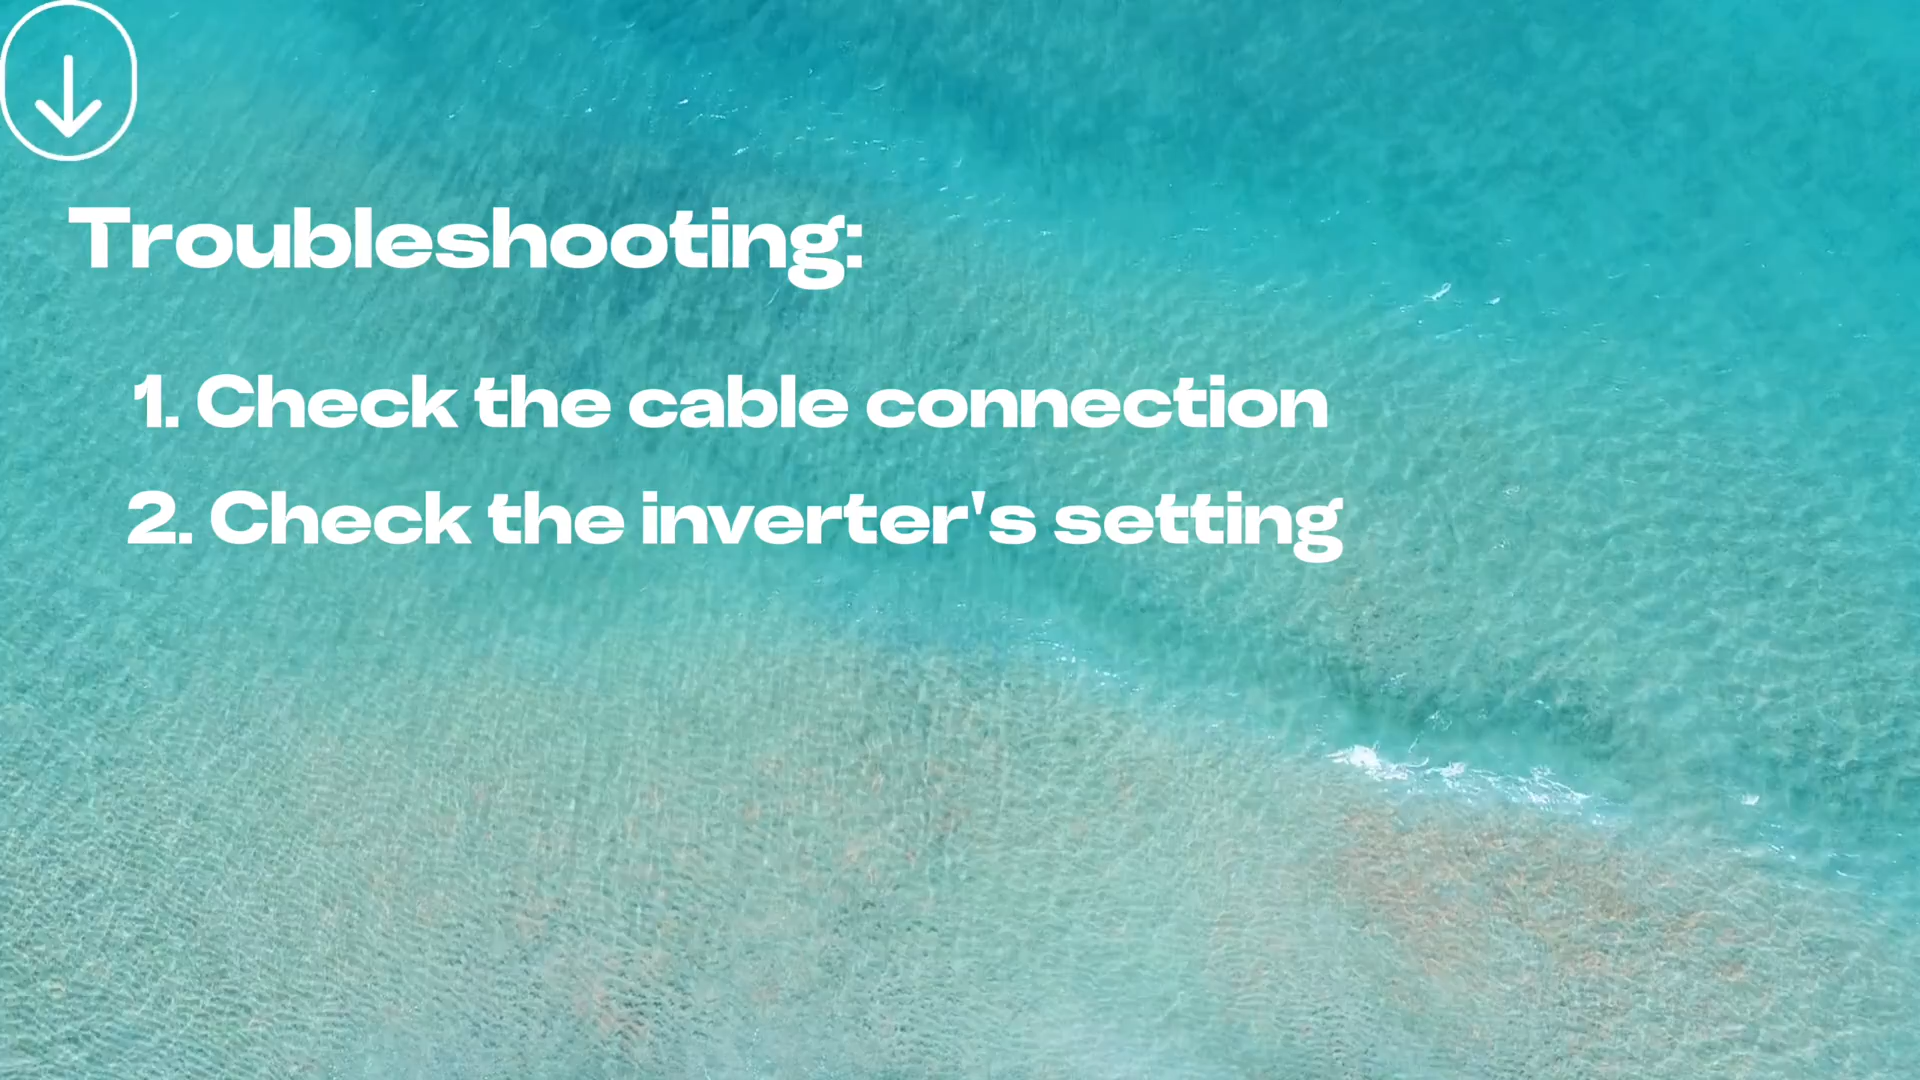 Troubleshooting:
1. Check the cable connection
2. Check the inverter's setting